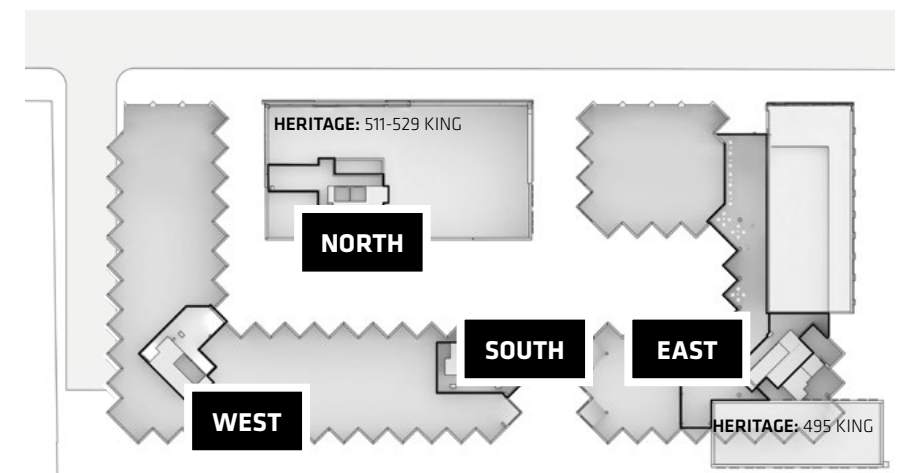 HERITAGE: 511-529 KING
NORTH
SOUTH
EAST
WEST
HERITAGE: 495 KING